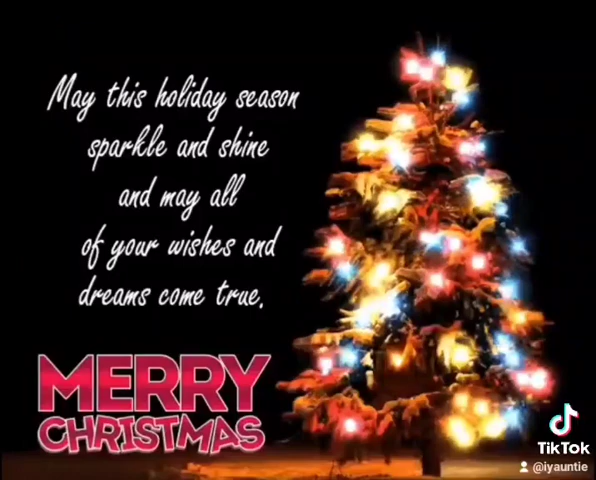 May this holiday season
sparkle and shine
and may all
of your wishes and
dreams come true.
MERRY
CHRISTMAS
TikTok
@iyauntie